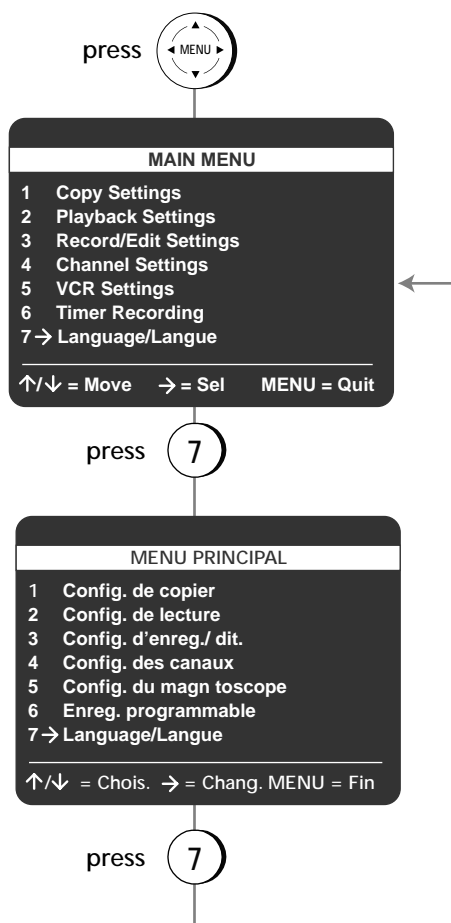 press MENU
MAIN MENU
1 Copy Settings
2 Playback Settings
3 Record/Edit Settings
4 Channel Settings
5 VCR Settings
6 Timer Recording
7→ Language/Langue
↑/↓ = Move → = Sel MENU = Quit
press 7
MENU PRINCIPAL
1 Config. de copier
2 Config. de lecture
3 Config. d'enreg./ dit.
4 Config. des canaux
5 Config. du magn toscope
6 Enreg. programmable
7→ Language/Langue
↑/↓ = Chois. → = Chang. MENU = Fin
press 7